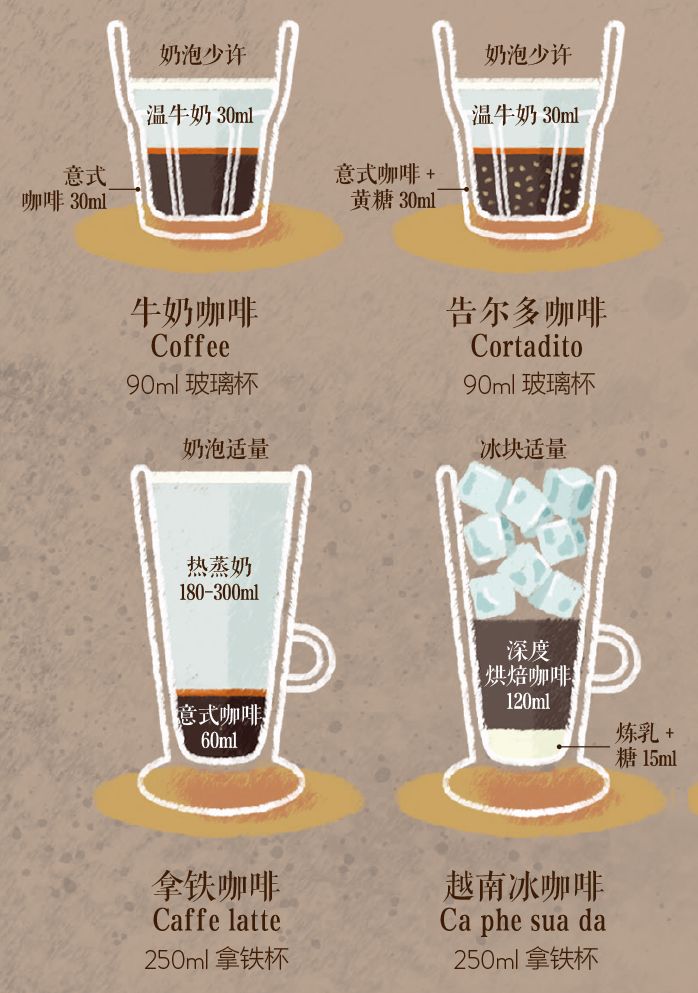 奶泡少许
温牛奶 30ml
意式
咖啡 30ml
牛奶咖啡
Coffee
90ml 玻璃杯
奶泡少许
温牛奶 30ml
意式咖啡 +
黄糖 30ml
告尔多咖啡
Cortadito
90ml 玻璃杯
奶泡适量
热蒸奶
180-300ml
意式咖啡
60ml
拿铁咖啡
Caffe latte
250ml 拿铁杯
冰块适量
深度
烘焙咖啡
120ml
炼乳 +
糖 15ml
越南冰咖啡
Ca phe sua da
250ml 拿铁杯